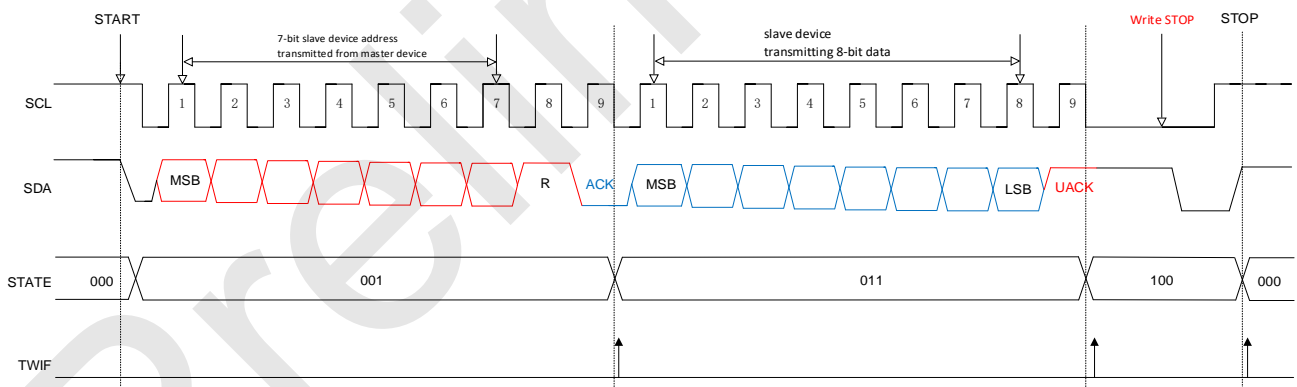 START
Write STOP
STOP
7-bit slave device address
transmitted from master device
slave device
transmitting 8-bit data
SCL
1 2 3 4 5 6 7 8 9 1 2 3 4 5 6 7 8 9
SDA
MSB R ACK MSB LSB UACK
STATE 000 001 011 100 000
TWIF
Prelim